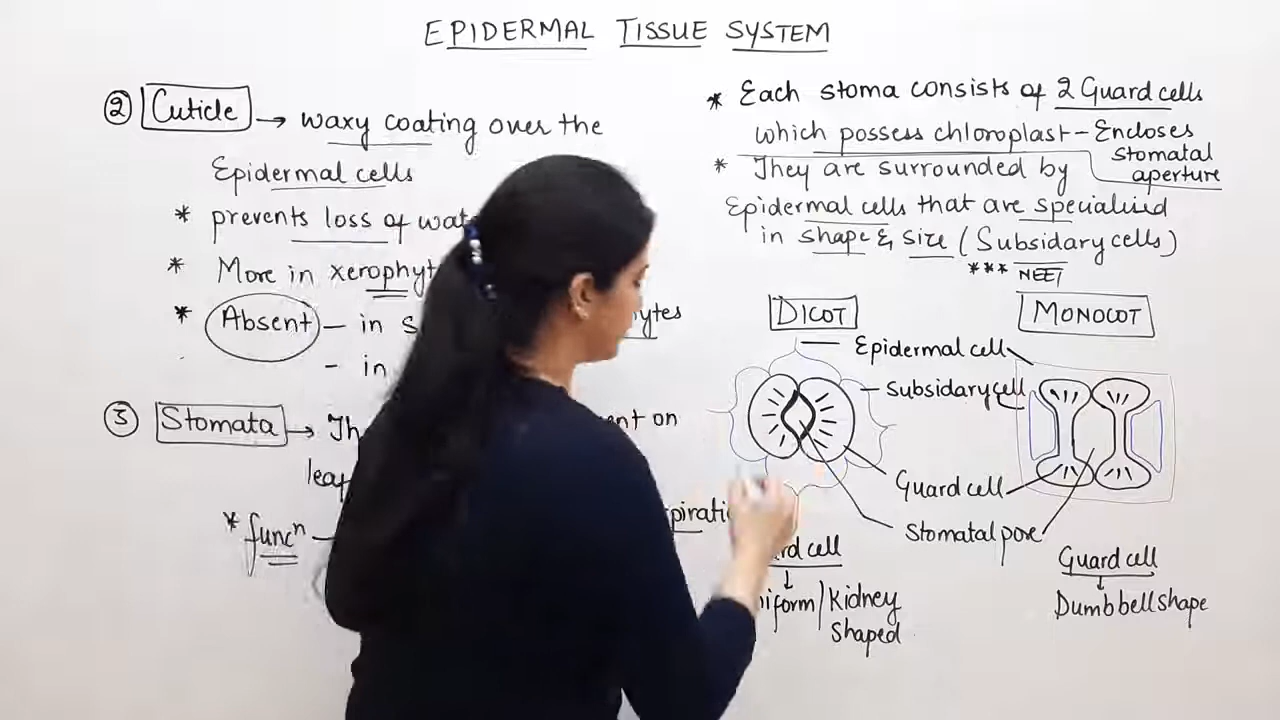 EPIDERMAL TISSUE SYSTEM
② Cuticle → waxy coating over the
Epidermal cells
* prevents loss of wat
* More in xerophyt
* Absent – in s
ytes
- in
③ Stomata → Th
ent on
leaf
* funcⁿ –
spirati
* Each stoma consists of 2 Guard cells
which possess chloroplast – Encloses
stomatal
aperture
* They are surrounded by
Epidermal cells that are specialised
in shape & size (Subsidary cells)
*** NEET
DICOT
MONOCOT
Epidermal cell
Subsidary cell
Guard cell
Stomatal pore
rd cell
↓
iform/Kidney
shaped
Guard cell
↓
Dumbbell shape